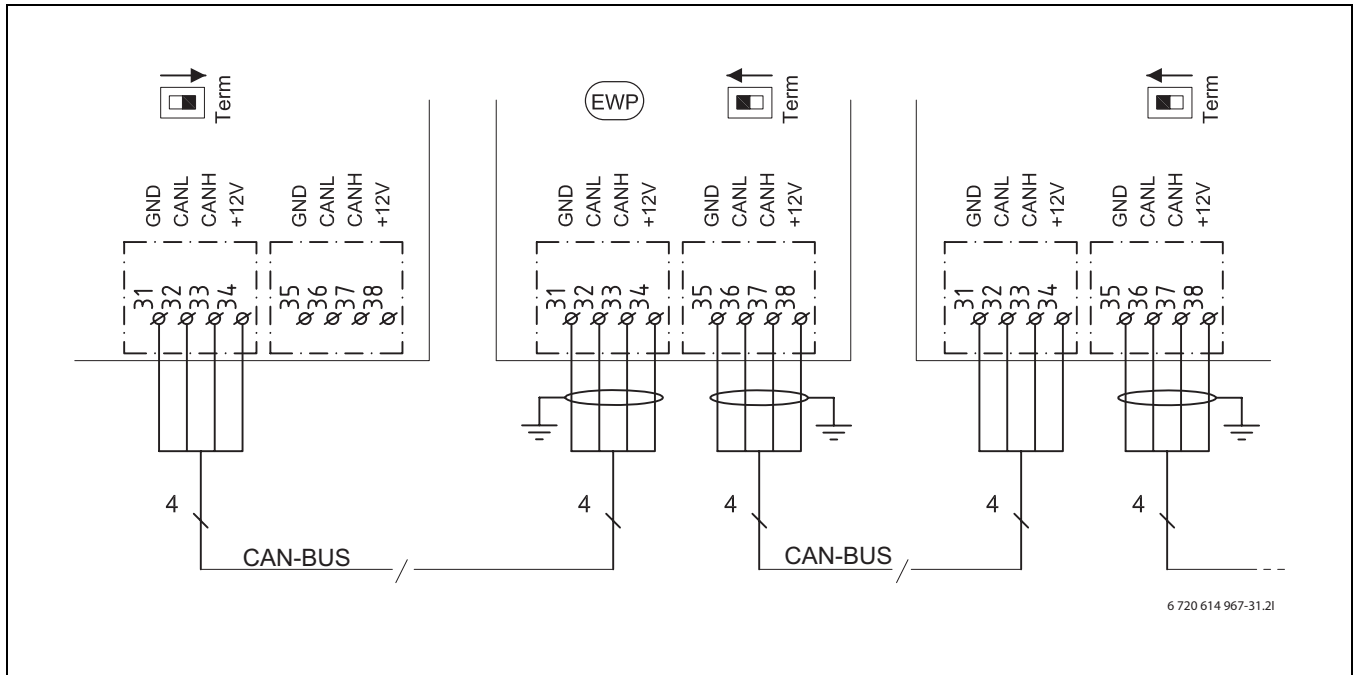 Term
EWP
Term
Term
GND CANL CANH +12V
GND CANL CANH +12V
GND CANL CANH +12V
GND CANL CANH +12V
GND CANL CANH +12V
GND CANL CANH +12V
31 32 33 34
35 36 37 38
31 32 33 34
35 36 37 38
31 32 33 34
35 36 37 38
4
4
4
4
4
CAN-BUS
CAN-BUS
6 720 614 967-31.2I